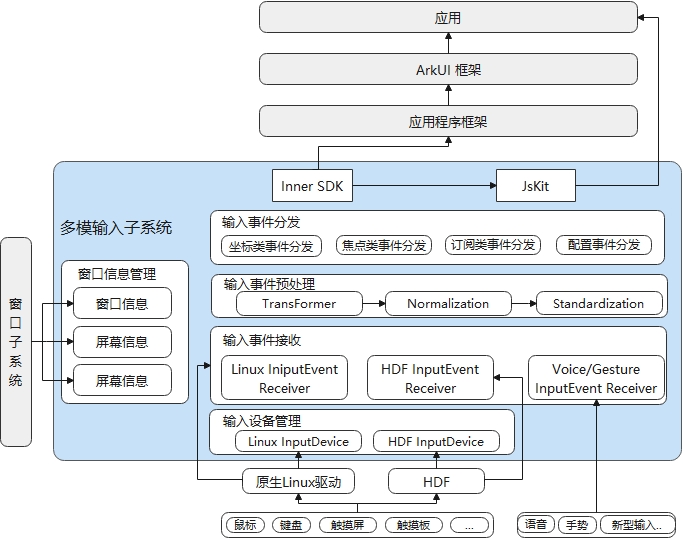 应用
ArkUI 框架
应用程序框架
Inner SDK
JsKit
多模输入子系统
输入事件分发
坐标类事件分发
焦点类事件分发
订阅类事件分发
配置事件分发
窗口子系统
窗口信息管理
窗口信息
屏幕信息
屏幕信息
输入事件预处理
TransFormer
Normalization
Standardization
输入事件接收
Linux IniputEvent
Receiver
HDF InputEvent
Receiver
Voice/Gesture
InputEvent Receiver
输入设备管理
Linux InputDevice
HDF InputDevice
原生Linux驱动
HDF
鼠标
键盘
触摸屏
触摸板
...
语音
手势
新型输入..